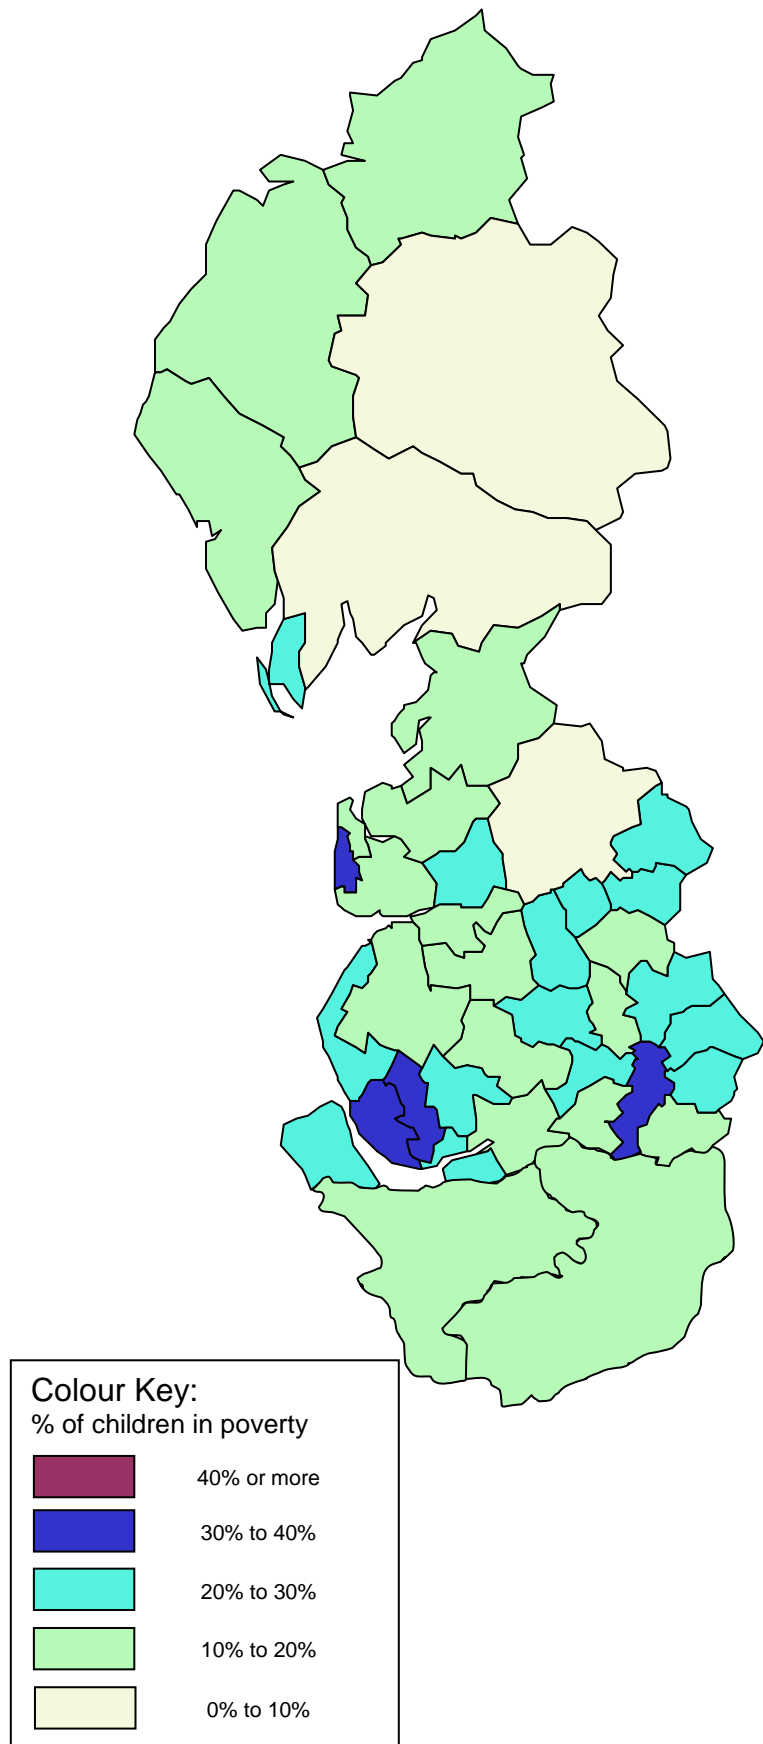 Colour Key:
% of children in poverty
40% or more
30% to 40%
20% to 30%
10% to 20%
0% to 10%